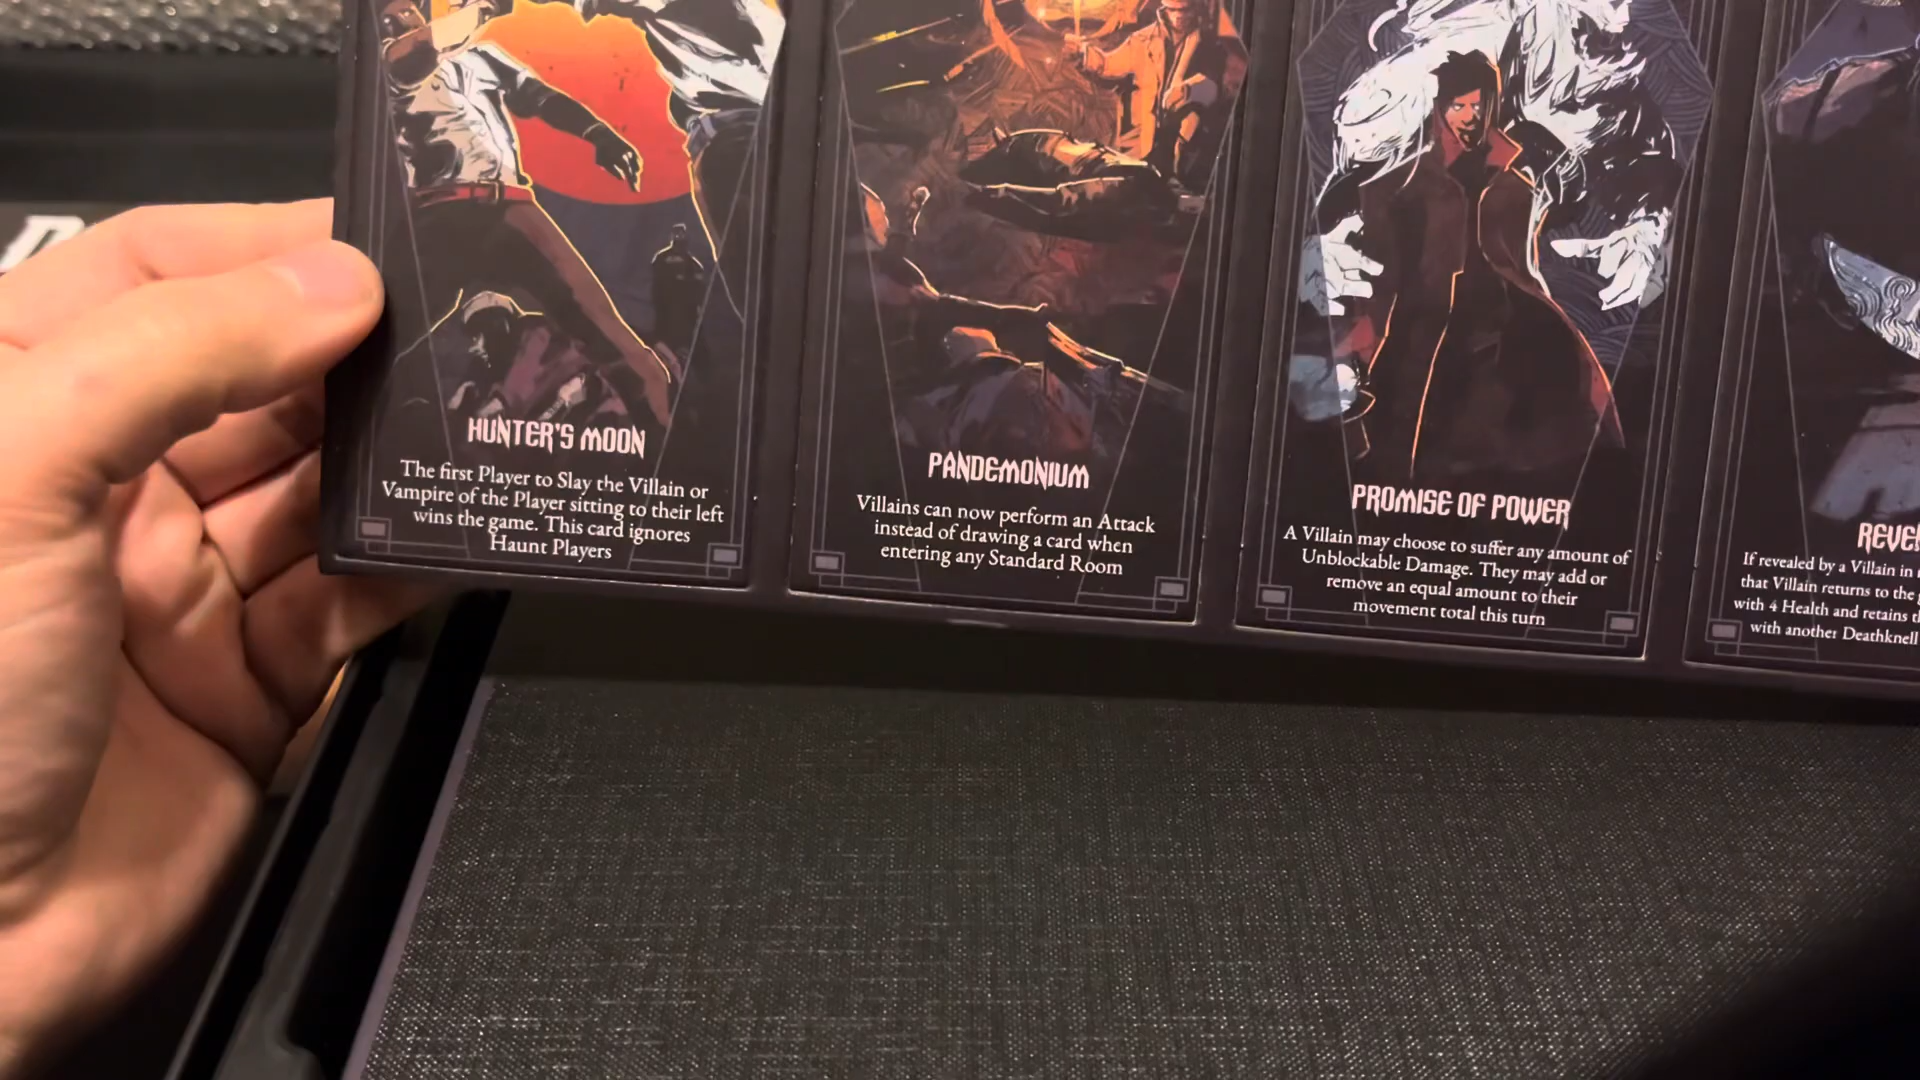 HUNTER'S MOON
The first Player to Slay the Villain or
Vampire of the Player sitting to their left
wins the game. This card ignores
Haunt Players
PANDEMONIUM
Villains can now perform an Attack
instead of drawing a card when
entering any Standard Room
PROMISE OF POWER
A Villain may choose to suffer any amount of
Unblockable Damage. They may add or
remove an equal amount to their
movement total this turn
If revealed by a Villain in
that Villain returns to the
with 4 Health and retains
with another Deathknell